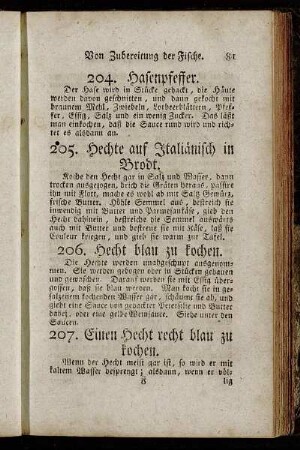 Von Zubereitung der Fische. 81
204. Hasenpfeffer.
Der Hase wird in Stücke gehackt, die Häute
werden davon geschnitten, und dann gekocht mit
braunem Mehl, Zwiebeln, Lorbeerblättern, Pfef-
fer, Essig, Salz und ein wenig Zucker. Das läßt
man einkochen, daß die Sauce rund wird und rich-
tet es alsdann an.
205. Hechte auf Italiänisch in
Brodt.
Koche den Hecht gar in Salz und Wasser, dann
trocken ausgezogen, brich die Gräten heraus, passire
ihn mit Flott, mache es wohl ab mit Salz Gewürz,
frische Butter. Höhle Semmel aus, bestreich sie
inwendig mit Butter und Parmesankäse, gieb den
Hecht dahinein, bestreiche die Semmel auswärts
auch mit Butter und bestreue sie mit Käse, laß sie
Couleur kriegen, und gieb sie warm zur Tafel.
206. Hecht blau zu kochen.
Die Hechte werden unabgeschuppt ausgenom-
men. Sie werden gebogen oder in Stücken gehauen
und gewaschen. Darauf werden sie mit Essig über-
gossen, daß sie blau werden. Man kocht sie in ge-
salzenem kochenden Wasser gar, schäume sie ab, und
giebt eine Sauce von gehackter Petersilie und Butter
dabey, oder eine gelbe Weinsauce. Siehe unter den
Saucen.
207. Einen Hecht recht blau zu
kochen.
Wenn der Hecht meist gar ist, so wird er mit
kaltem Wasser besprengt; alsdann, wenn er völ-
lig